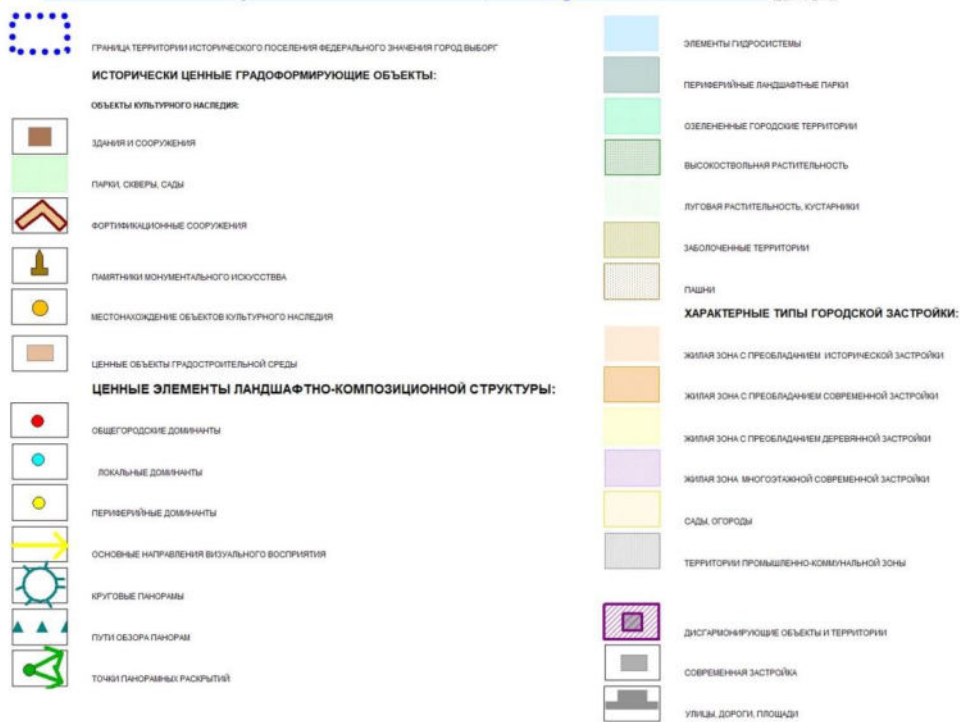 ГРАНИЦА ТЕРРИТОРИИ ИСТОРИЧЕСКОГО ПОСЕЛЕНИЯ ФЕДЕРАЛЬНОГО ЗНАЧЕНИЯ ГОРОД ВЫБОРГ
ИСТОРИЧЕСКИ ЦЕННЫЕ ГРАДОФОРМИРУЮЩИЕ ОБЪЕКТЫ:
ОБЪЕКТЫ КУЛЬТУРНОГО НАСЛЕДИЯ:
ЗДАНИЯ И СООРУЖЕНИЯ
ПАРКИ, СКВЕРЫ, САДЫ
ФОРТИФИКАЦИОННЫЕ СООРУЖЕНИЯ
ПАМЯТНИКИ МОНУМЕНТАЛЬНОГО ИСКУССТВВА
МЕСТОНАХОЖДЕНИЕ ОБЪЕКТОВ КУЛЬТУРНОГО НАСЛЕДИЯ
ЦЕННЫЕ ОБЪЕКТЫ ГРАДОСТРОИТЕЛЬНОЙ СРЕДЫ
ЦЕННЫЕ ЭЛЕМЕНТЫ ЛАНДШАФТНО-КОМПОЗИЦИОННОЙ СТРУКТУРЫ:
ОБЩЕГОРОДСКИЕ ДОМИНАНТЫ
ЛОКАЛЬНЫЕ ДОМИНАНТЫ
ПЕРИФЕРИЙНЫЕ ДОМИНАНТЫ
ОСНОВНЫЕ НАПРАВЛЕНИЯ ВИЗУАЛЬНОГО ВОСПРИЯТИЯ
КРУГОВЫЕ ПАНОРАМЫ
ПУТИ ОБЗОРА ПАНОРАМ
ТОЧКИ ПАНОРАМНЫХ РАСКРЫТИЙ
ЭЛЕМЕНТЫ ГИДРОСИСТЕМЫ
ПЕРИФЕРИЙНЫЕ ЛАНДШАФТНЫЕ ПАРКИ
ОЗЕЛЕНЕННЫЕ ГОРОДСКИЕ ТЕРРИТОРИИ
ВЫСОКОСТВОЛЬНАЯ РАСТИТЕЛЬНОСТЬ
ЛУГОВАЯ РАСТИТЕЛЬНОСТЬ, КУСТАРНИКИ
ЗАБОЛОЧЕННЫЕ ТЕРРИТОРИИ
ПАШНИ
ХАРАКТЕРНЫЕ ТИПЫ ГОРОДСКОЙ ЗАСТРОЙКИ:
ЖИЛАЯ ЗОНА С ПРЕОБЛАДАНИЕМ ИСТОРИЧЕСКОЙ ЗАСТРОЙКИ
ЖИЛАЯ ЗОНА С ПРЕОБЛАДАНИЕМ СОВРЕМЕННОЙ ЗАСТРОЙКИ
ЖИЛАЯ ЗОНА С ПРЕОБЛАДАНИЕМ ДЕРЕВЯННОЙ ЗАСТРОЙКИ
ЖИЛАЯ ЗОНА МНОГОЭТАЖНОЙ СОВРЕМЕННОЙ ЗАСТРОЙКИ
САДЫ, ОГОРОДЫ
ТЕРРИТОРИИ ПРОМЫШЛЕННО-КОММУНАЛЬНОЙ ЗОНЫ
ДИСГАРМОНИРУЮЩИЕ ОБЪЕКТЫ И ТЕРРИТОРИИ
СОВРЕМЕННАЯ ЗАСТРОЙКА
УЛИЦЫ, ДОРОГИ, ПЛОЩАДИ